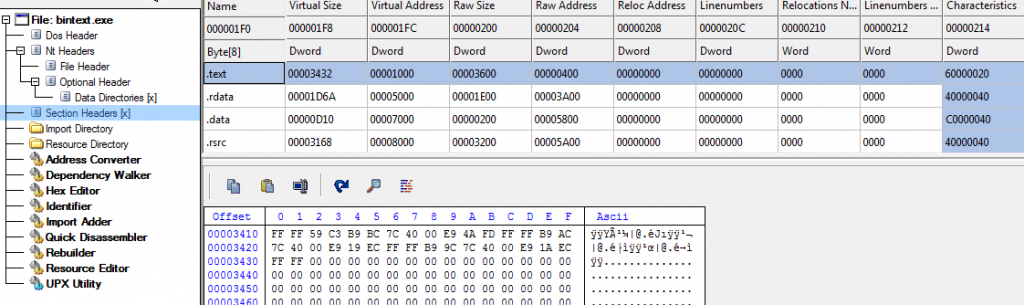 File: bintext.exe
Dos Header
Nt Headers
File Header
Optional Header
Data Directories [x]
Section Headers [x]
Import Directory
Resource Directory
Address Converter
Dependency Walker
Hex Editor
Identifier
Import Adder
Quick Disassembler
Rebuilder
Resource Editor
UPX Utility
Name Virtual Size Virtual Address Raw Size Raw Address Reloc Address Linenumbers Relocations N... Linenumbers ... Characteristics
000001F0 000001F8 000001FC 00000200 00000204 00000208 0000020C 00000210 00000212 00000214
Byte[8] Dword Dword Dword Dword Dword Dword Word Word Dword
.text 00003432 00001000 00003600 00000400 00000000 00000000 0000 0000 60000020
.rdata 00001D6A 00005000 00001E00 00003A00 00000000 00000000 0000 0000 40000040
.data 00000D10 00007000 00000200 00005800 00000000 00000000 0000 0000 C0000040
.rsrc 00003168 00008000 00003200 00005A00 00000000 00000000 0000 0000 40000040
Offset 0 1 2 3 4 5 6 7 8 9 A B C D E F Ascii
00003410 FF FF 59 C3 B9 BC 7C 40 00 E9 4A FD FF FF B9 AC
00003420 7C 40 00 E9 19 EC FF FF B9 9C 7C 40 00 E9 1A EC
00003430 FF FF 00 00 00 00 00 00 00 00 00 00 00 00 00 00 ÿÿ..............
00003440 00 00 00 00 00 00 00 00 00 00 00 00 00 00 00 00 ................
00003450 00 00 00 00 00 00 00 00 00 00 00 00 00 00 00 00 ................
00003460 00 00 00 00 00 00 00 00 00 00 00 00 00 00 00 00